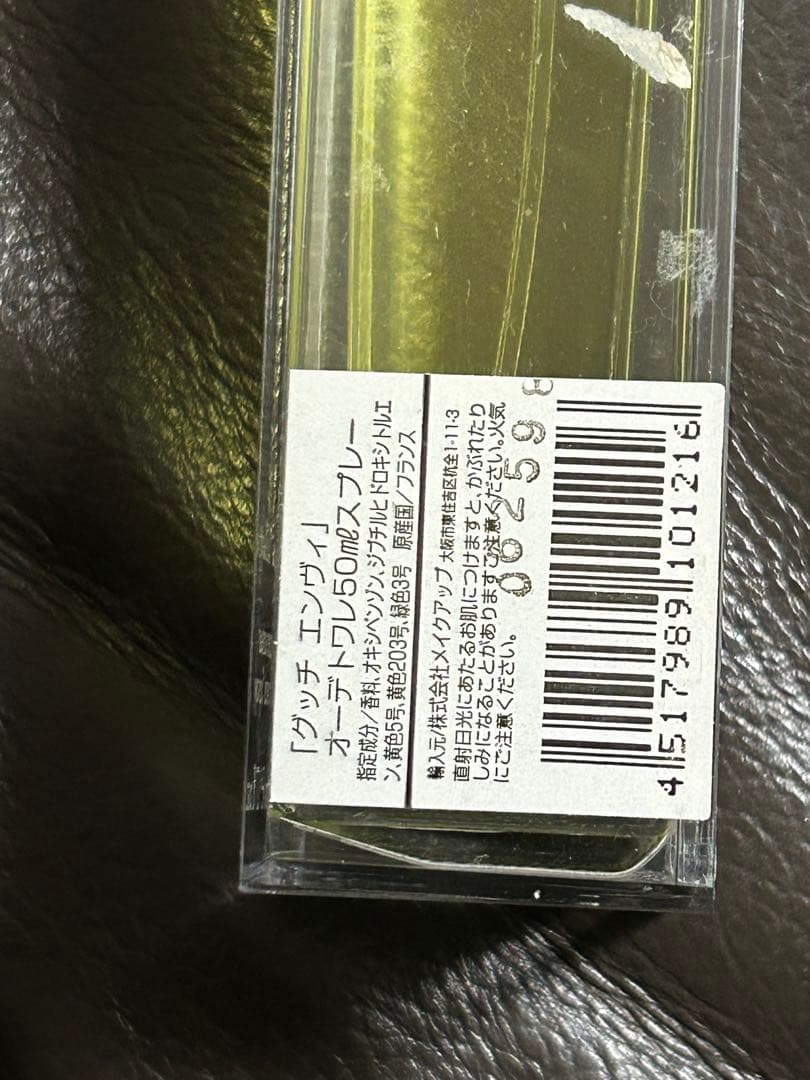 「グッチ エンヴィ」
オーデトワレ50㎖スプレー
指定成分/香料、オキシベンゾン、ジブチルヒドロキシトルエ
ン、黄色5号、黄色203号、緑色3号 原産国/フランス
輸入元/株式会社メイクアップ 大阪市東住吉区杭全1-11-3
直射日光にあたるお肌につけますと、かぶれたり
しみになることがありますご注意ください。火気
にご注意ください。
06259
4517989101216